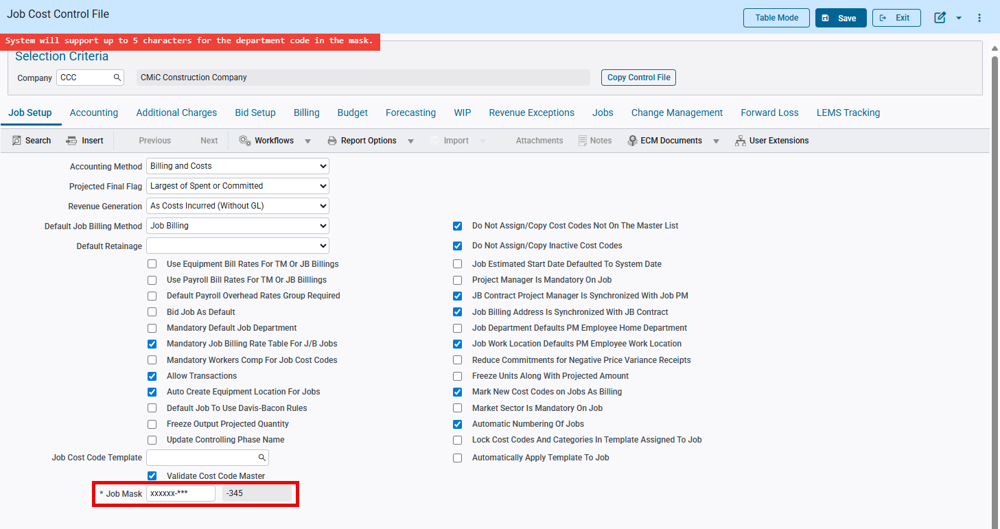 Job Cost Control File
Table Mode
Save
Exit
System will support up to 5 characters for the department code in the mask.
Selection Criteria
Company CCC CMiC Construction Company Copy Control File
Job Setup Accounting Additional Charges Bid Setup Billing Budget Forecasting WIP Revenue Exceptions Jobs Change Management Forward Loss LEMS Tracking
Search Insert Previous Next Workflows Report Options Import Attachments Notes ECM Documents User Extensions
Accounting Method Billing and Costs
Projected Final Flag Largest of Spent or Committed
Revenue Generation As Costs Incurred (Without GL)
Default Job Billing Method Job Billing
Do Not Assign/Copy Cost Codes Not On The Master List
Default Retainage
Do Not Assign/Copy Inactive Cost Codes
Use Equipment Bill Rates For TM Or JB Billings
Job Estimated Start Date Defaulted To System Date
Use Payroll Bill Rates For TM Or JB Billlings
Project Manager Is Mandatory On Job
Default Payroll Overhead Rates Group Required
JB Contract Project Manager Is Synchronized With Job PM
Bid Job As Default
Job Billing Address Is Synchronized With JB Contract
Mandatory Default Job Department
Job Department Defaults PM Employee Home Department
Mandatory Job Billing Rate Table For J/B Jobs
Job Work Location Defaults PM Employee Work Location
Mandatory Workers Comp For Job Cost Codes
Reduce Commitments for Negative Price Variance Receipts
Allow Transactions
Freeze Units Along With Projected Amount
Auto Create Equipment Location For Jobs
Mark New Cost Codes on Jobs As Billing
Default Job To Use Davis-Bacon Rules
Market Sector Is Mandatory On Job
Freeze Output Projected Quantity
Automatic Numbering Of Jobs
Update Controlling Phase Name
Lock Cost Codes And Categories In Template Assigned To Job
Job Cost Code Template
Automatically Apply Template To Job
Validate Cost Code Master
* Job Mask xxxxxx-*** -345